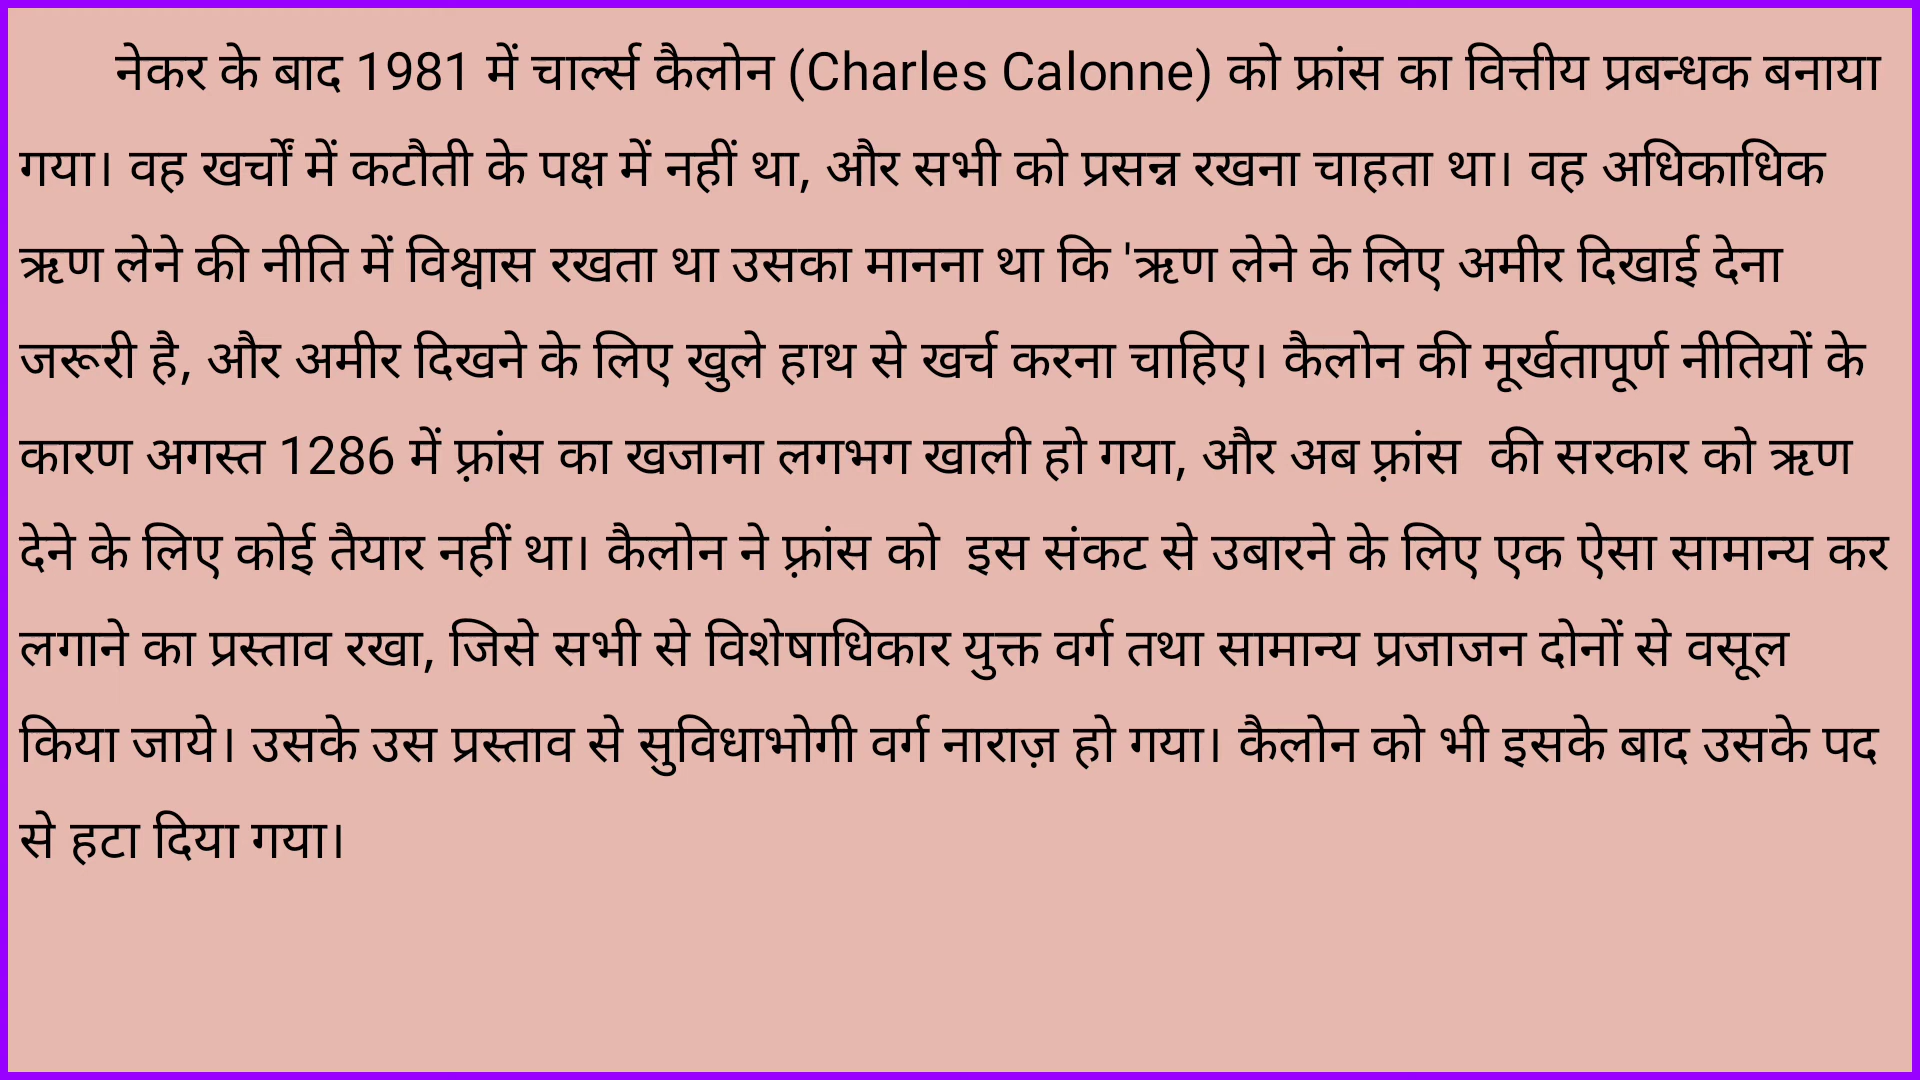 नेकर के बाद 1981 में चार्ल्स कैलोन (Charles Calonne) को फ्रांस का वित्तीय प्रबन्धक बनाया
गया। वह खर्चों में कटौती के पक्ष में नहीं था, और सभी को प्रसन्न रखना चाहता था। वह अधिकाधिक
ऋण लेने की नीति में विश्वास रखता था उसका मानना था कि 'ऋण लेने के लिए अमीर दिखाई देना
जरूरी है, और अमीर दिखने के लिए खुले हाथ से खर्च करना चाहिए। कैलोन की मूर्खतापूर्ण नीतियों के
कारण अगस्त 1286 में फ़्रांस का खजाना लगभग खाली हो गया, और अब फ़्रांस  की सरकार को ऋण
देने के लिए कोई तैयार नहीं था। कैलोन ने फ़्रांस को  इस संकट से उबारने के लिए एक ऐसा सामान्य कर
लगाने का प्रस्ताव रखा, जिसे सभी से विशेषाधिकार युक्त वर्ग तथा सामान्य प्रजाजन दोनों से वसूल
किया जाये। उसके उस प्रस्ताव से सुविधाभोगी वर्ग नाराज़ हो गया। कैलोन को भी इसके बाद उसके पद
से हटा दिया गया।